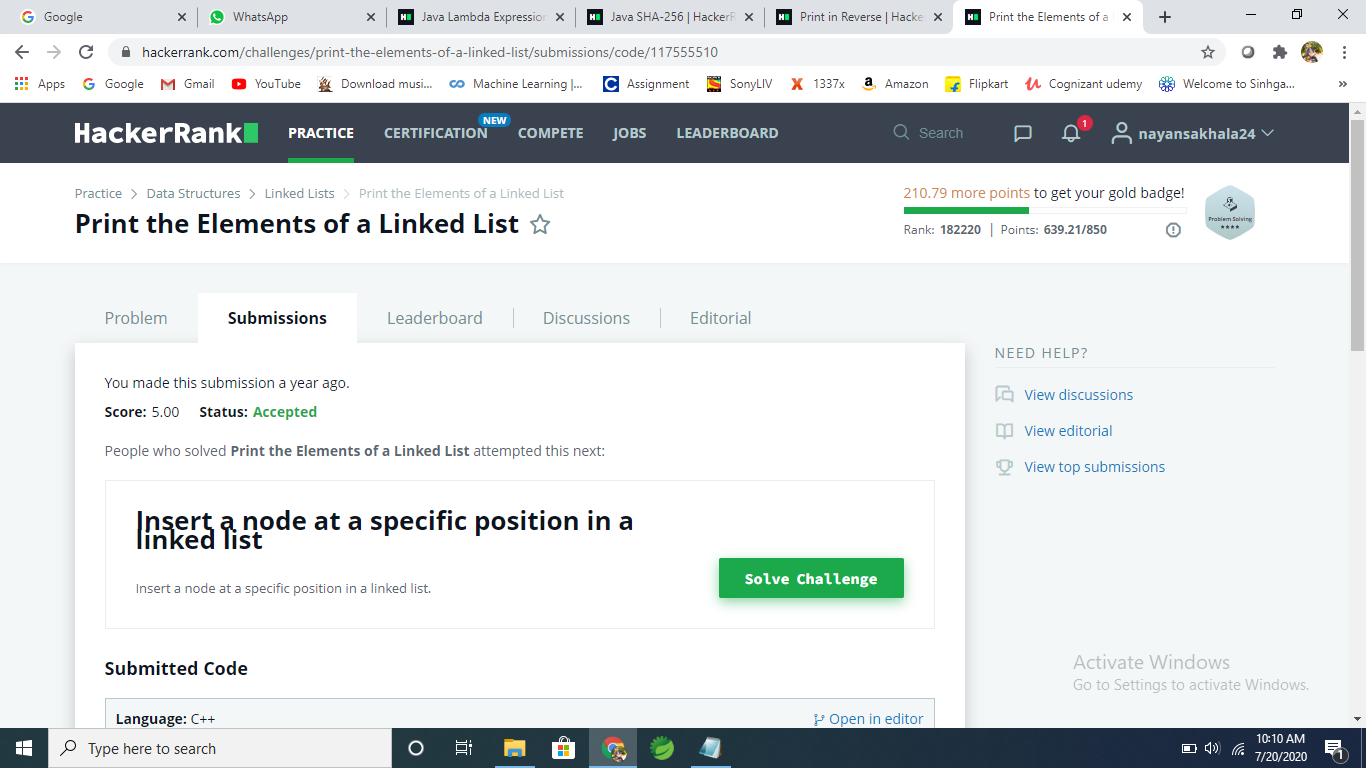 Google
WhatsApp
Java Lambda Expression
Java SHA-256 | HackerR
Print in Reverse | Hacke
Print the Elements of a
hackerrank.com/challenges/print-the-elements-of-a-linked-list/submissions/code/117555510
Apps
Google
Gmail
YouTube
Download musi...
Machine Learning |...
Assignment
SonyLIV
1337x
Amazon
Flipkart
Cognizant udemy
Welcome to Sinhga...
»
HackerRank
PRACTICE
CERTIFICATION
NEW
COMPETE
JOBS
LEADERBOARD
Search
1
nayansakhala24
Practice > Data Structures > Linked Lists > Print the Elements of a Linked List
Print the Elements of a Linked List
210.79 more points to get your gold badge!
Rank: 182220 | Points: 639.21/850
Problem Solving
Problem
Submissions
Leaderboard
Discussions
Editorial
You made this submission a year ago.
Score: 5.00 Status: Accepted
People who solved Print the Elements of a Linked List attempted this next:
Insert a node at a specific position in a
linked list
Insert a node at a specific position in a linked list.
Solve Challenge
Submitted Code
Language: C++
Open in editor
NEED HELP?
View discussions
View editorial
View top submissions
Activate Windows
Go to Settings to activate Windows.
Type here to search
10:10 AM
7/20/2020
1